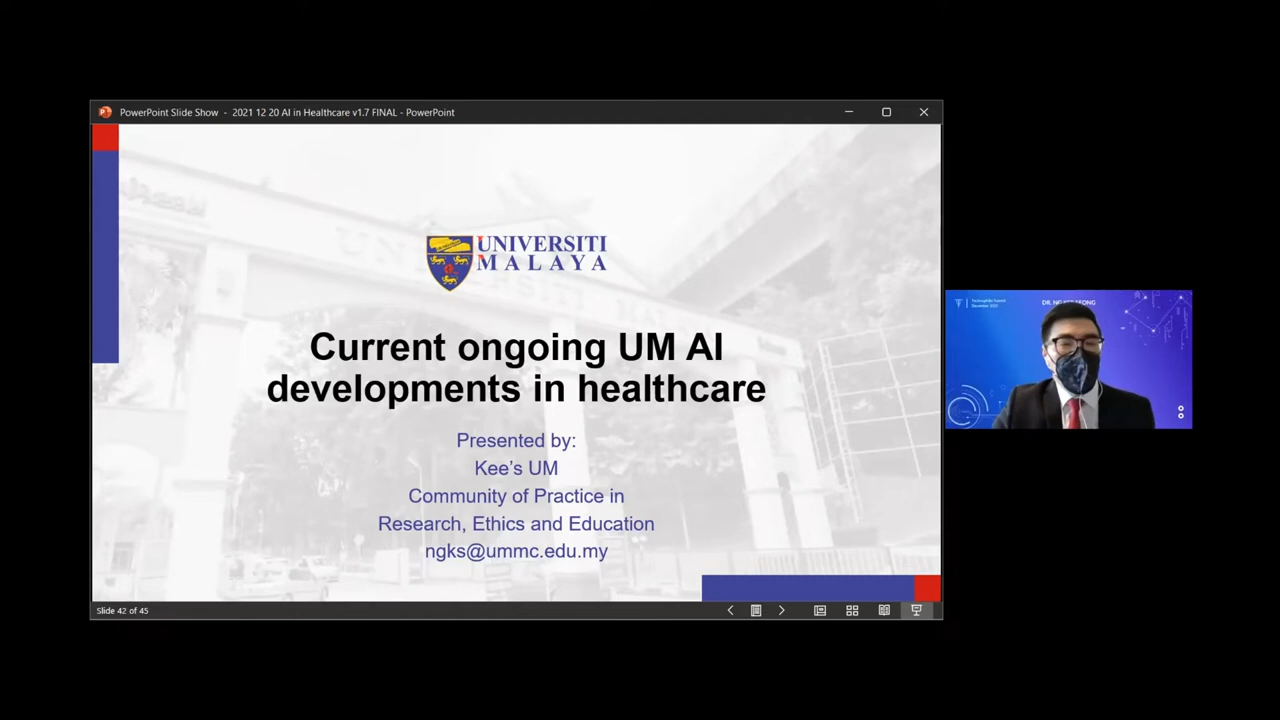 PowerPoint Slide Show - 2021 12 20 AI in Healthcare v1.7 FINAL - PowerPoint
UNIVERSITI
MALAYA
Current ongoing UM AI
developments in healthcare
Presented by:
Kee's UM
Community of Practice in
Research, Ethics and Education
ngks@ummc.edu.my
Slide 42 of 45
December 2021
DR. NG